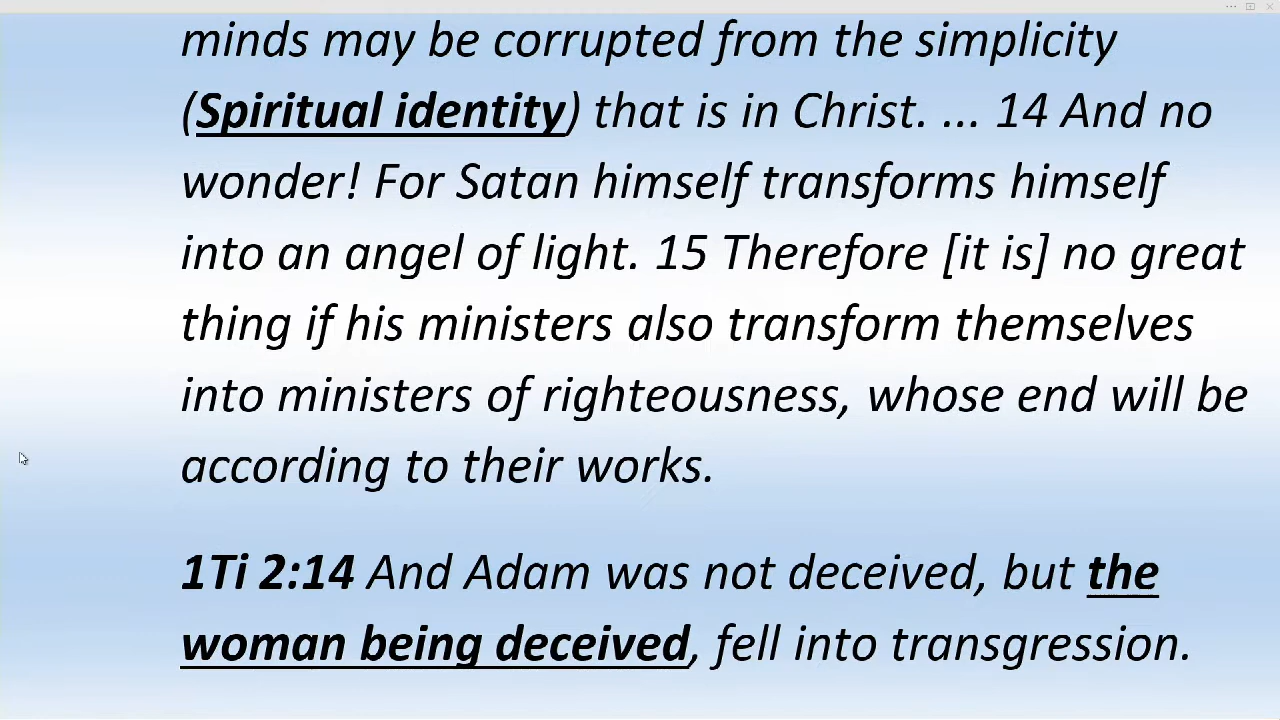 minds may be corrupted from the simplicity
(Spiritual identity) that is in Christ. ... 14 And no
wonder! For Satan himself transforms himself
into an angel of light. 15 Therefore [it is] no great
thing if his ministers also transform themselves
into ministers of righteousness, whose end will be
according to their works.
1Ti 2:14 And Adam was not deceived, but the
woman being deceived, fell into transgression.